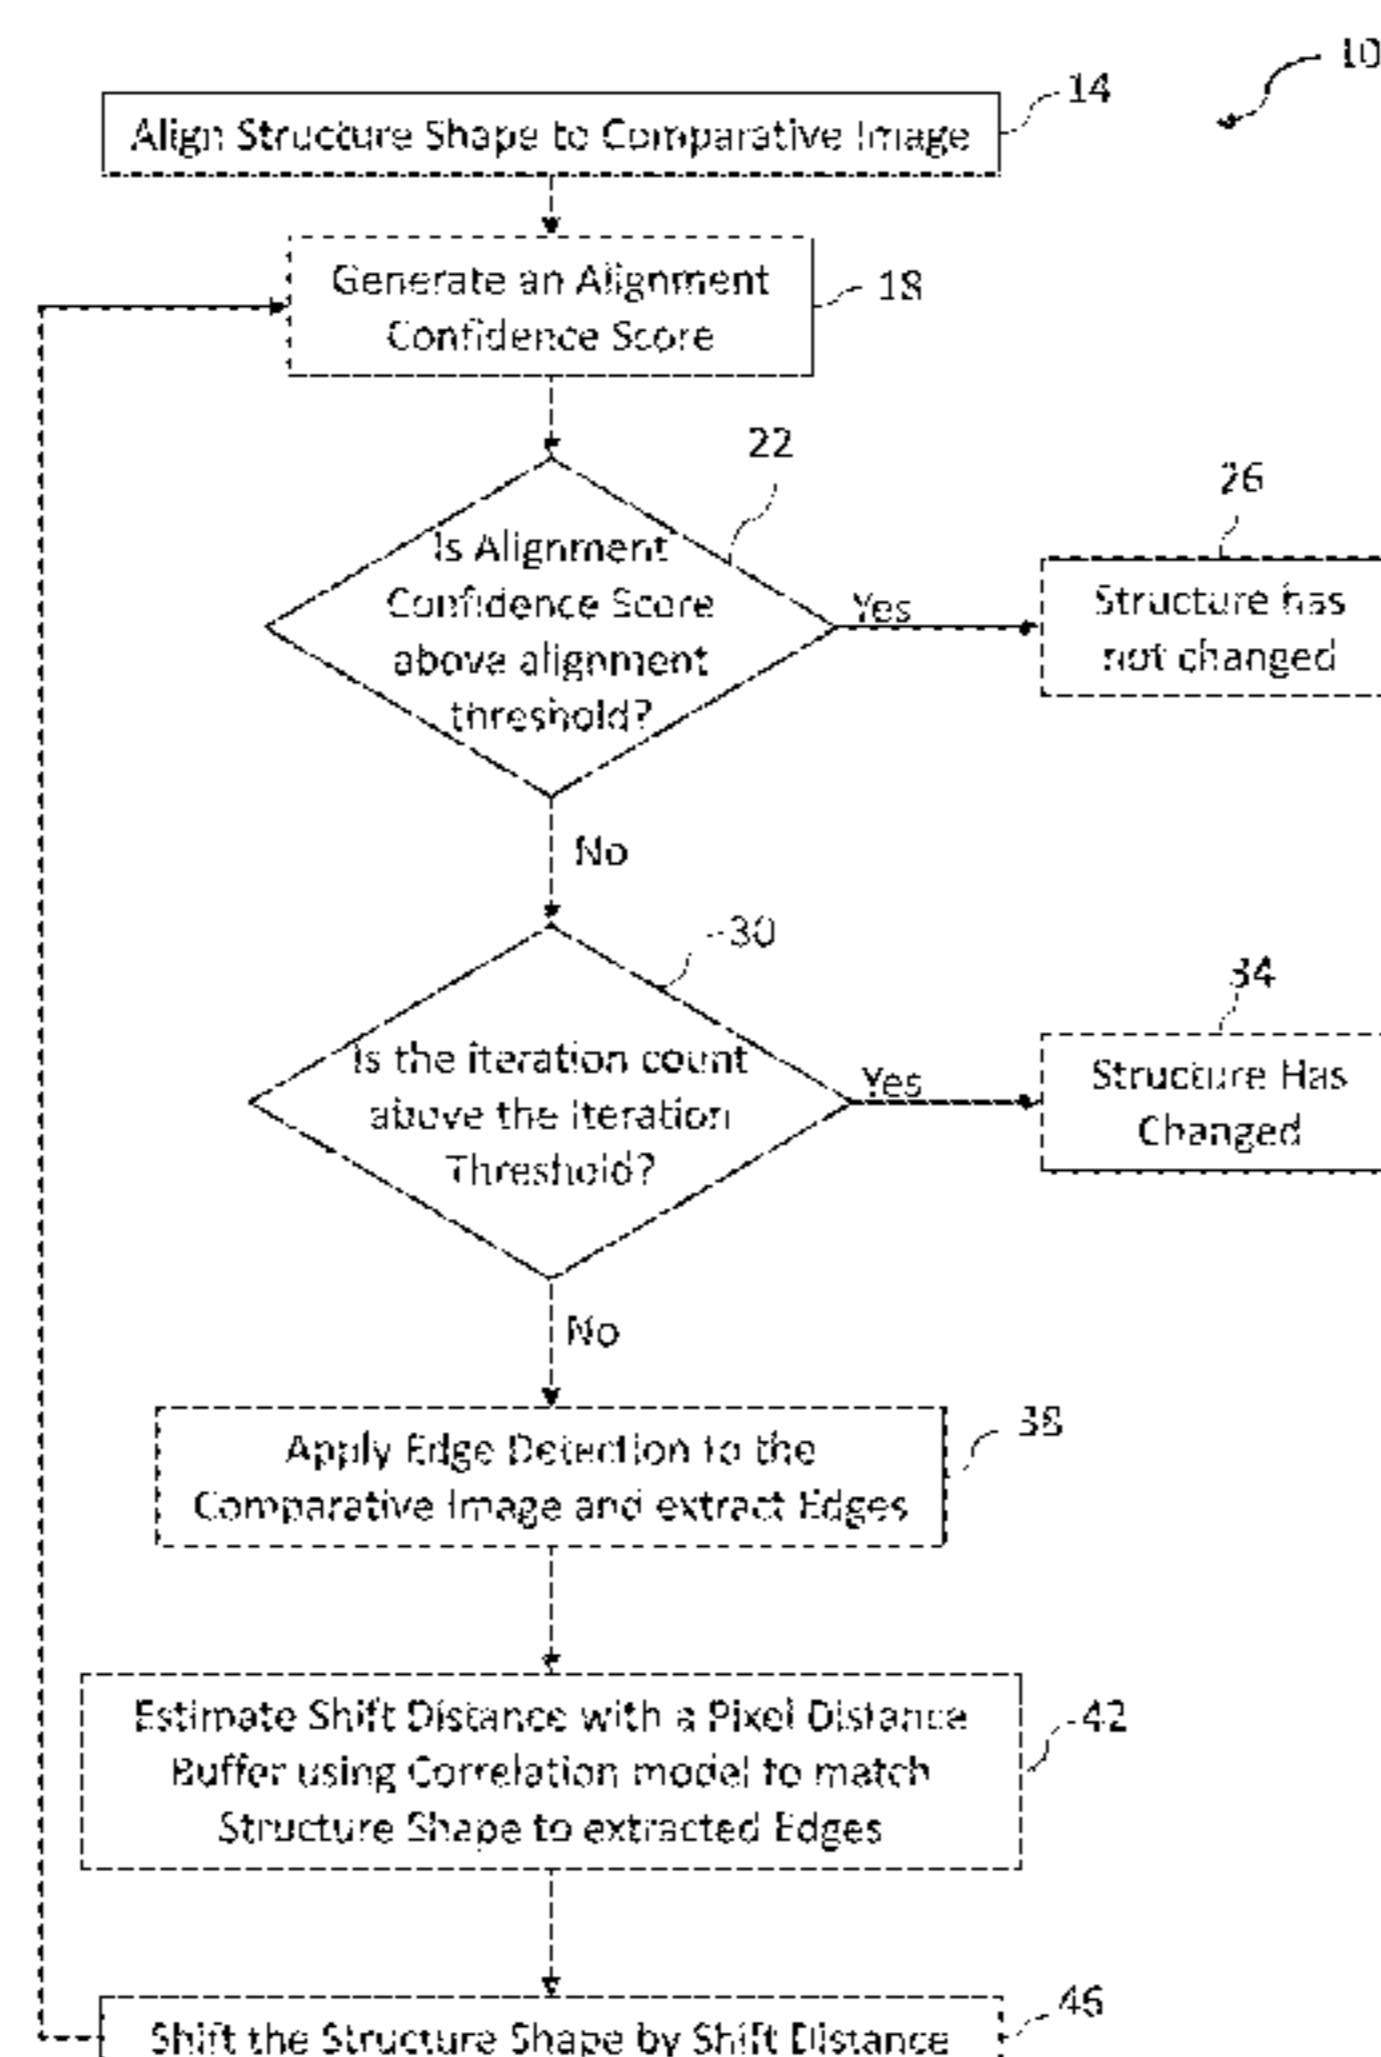 10
14
Align Structure Shape to Comparative Image
Generate an Alignment
Confidence Score
18
22
Is Alignment
Confidence Score
above alignment
threshold?
Yes
26
Structure has
not changed
No
30
Is the iteration count
above the Iteration
Threshold?
Yes
34
Structure Has
Changed
No
38
Apply Edge Detection to the
Comparative Image and extract Edges
Estimate Shift Distance with a Pixel Distance
Buffer using Correlation model to match
Structure Shape to extracted Edges
42
46
Shift the Structure Shape by Shift Distance